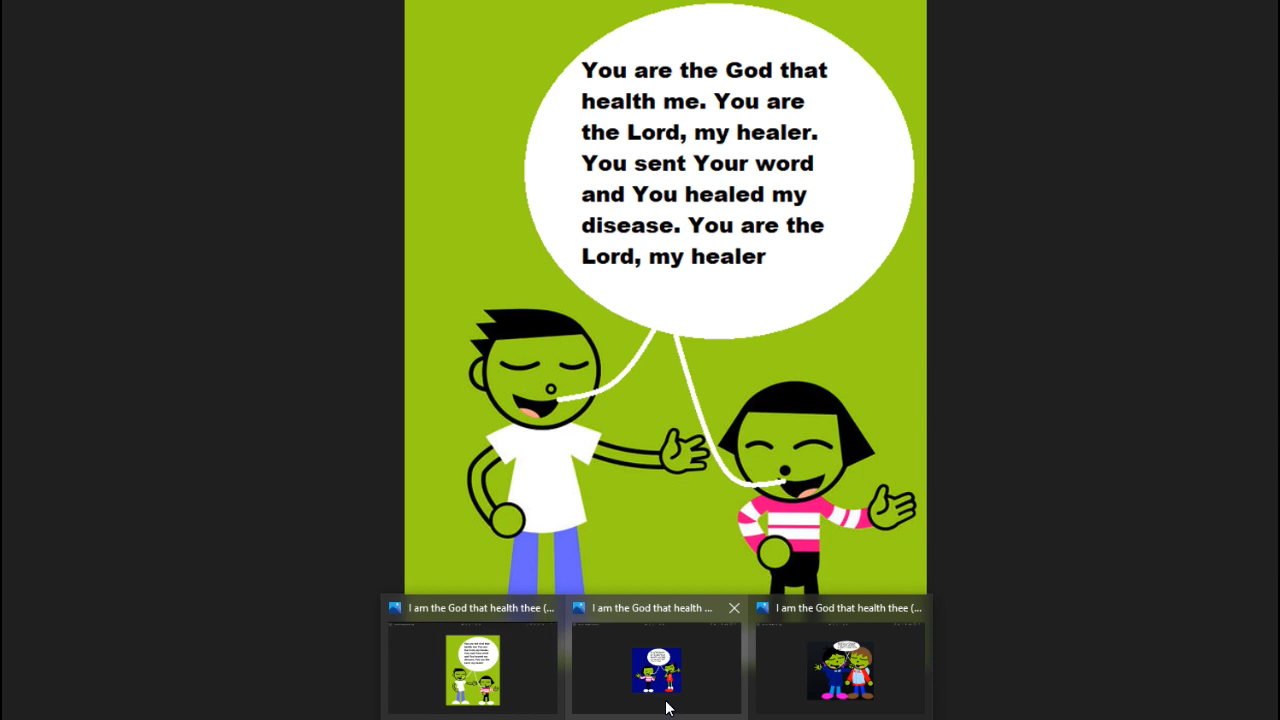 You are the God that
health me. You are
the Lord, my healer.
You sent Your word
and You healed my
disease. You are the
Lord, my healer
I am the God that health thee (...
I am the God that health ...
I am the God that health thee (...